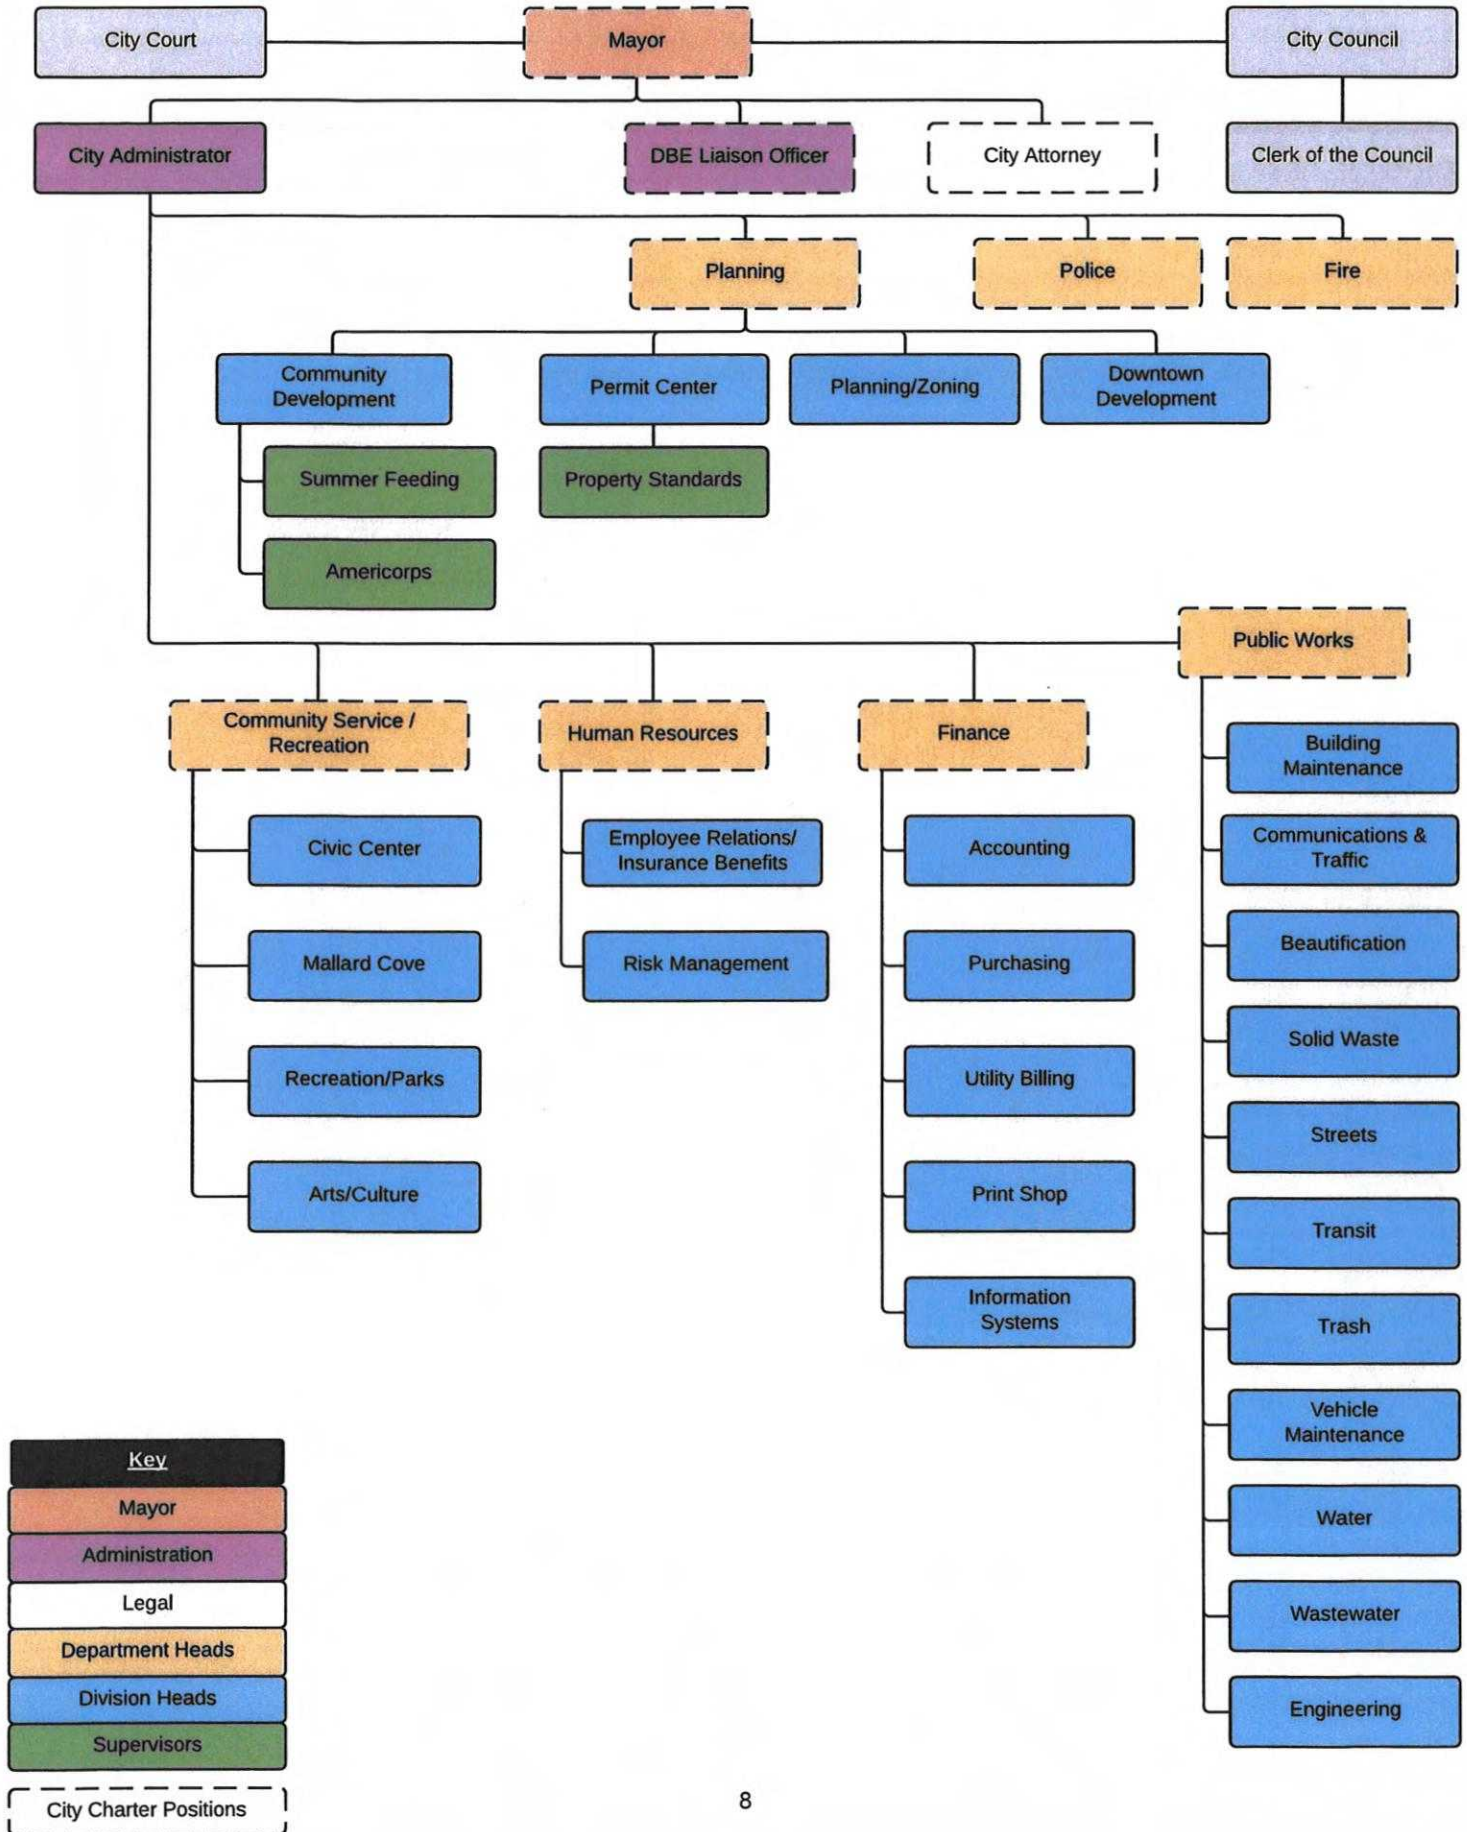 City Court
Mayor
City Council
City Administrator
DBE Liaison Officer
City Attorney
Clerk of the Council
Planning
Police
Fire
Community
Development
Permit Center
Planning/Zoning
Downtown
Development
Summer Feeding
Property Standards
Americorps
Public Works
Community Service /
Recreation
Human Resources
Finance
Building
Maintenance
Civic Center
Employee Relations/
Insurance Benefits
Accounting
Communications &
Traffic
Mallard Cove
Risk Management
Purchasing
Beautification
Solid Waste
Recreation/Parks
Utility Billing
Streets
Arts/Culture
Print Shop
Transit
Information
Systems
Trash
Vehicle
Maintenance
Key
Mayor
Water
Administration
Legal
Wastewater
Department Heads
Division Heads
Engineering
Supervisors
City Charter Positions
8